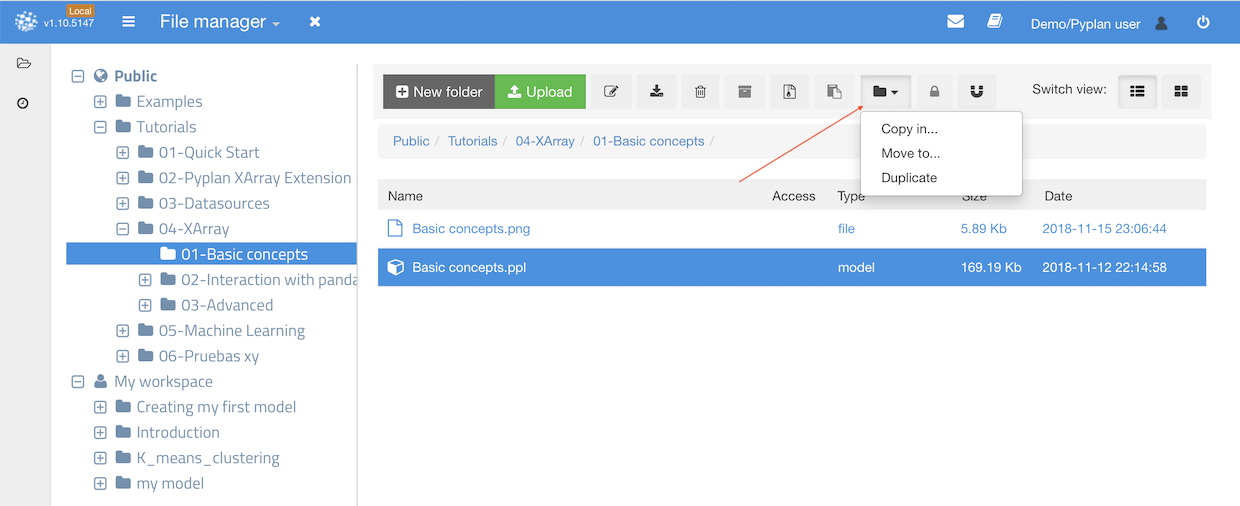 Local
v1.10.5147
File manager
Demo/Pyplan user
Public
Examples
Tutorials
01-Quick Start
02-Pyplan XArray Extension
03-Datasources
04-XArray
01-Basic concepts
02-Interaction with panda
03-Advanced
05-Machine Learning
06-Pruebas xy
My workspace
Creating my first model
Introduction
K_means_clustering
my model
New folder Upload Switch view:
Copy in...
Move to...
Duplicate
Public / Tutorials / 04-XArray / 01-Basic concepts /
Name Access Type Size Date
Basic concepts.png file 5.89 Kb 2018-11-15 23:06:44
Basic concepts.ppl model 169.19 Kb 2018-11-12 22:14:58